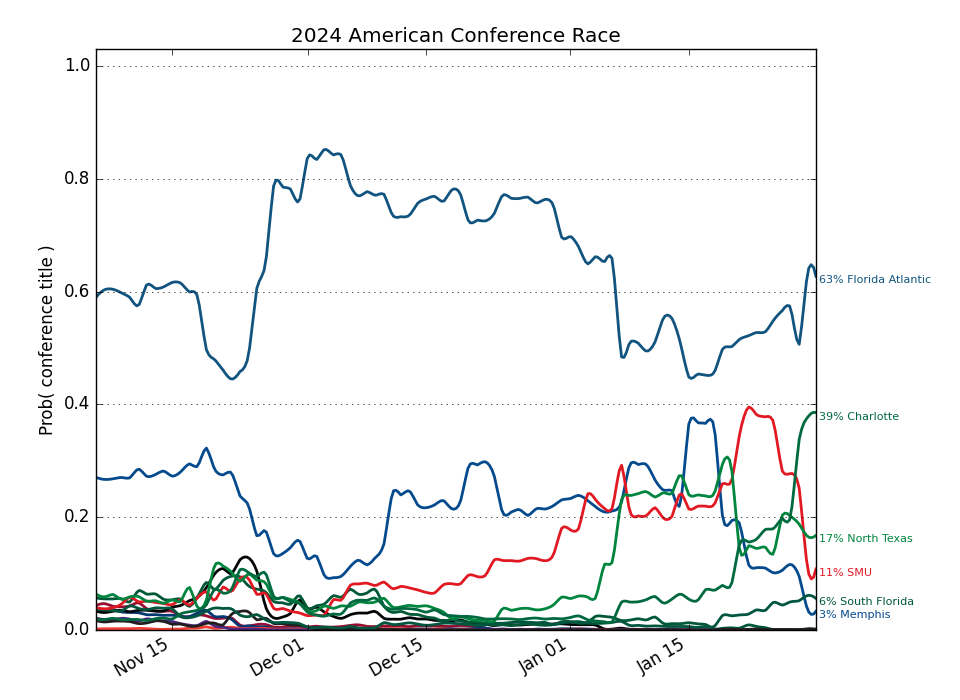 2024 American Conference Race
Prob( conference title )
1.0
0.8
0.6
0.4
0.2
0.0
Nov 15
Dec 01
Dec 15
Jan 01
Jan 15
63% Florida Atlantic
39% Charlotte
17% North Texas
11% SMU
6% South Florida
3% Memphis